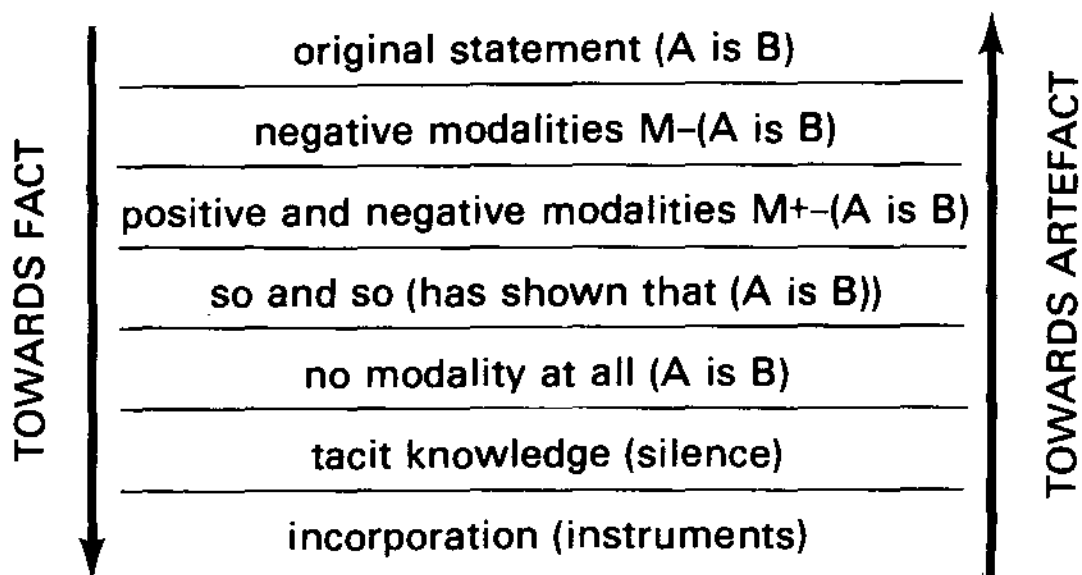 TOWARDS FACT
original statement (A is B)
negative modalities M–(A is B)
positive and negative modalities M+–(A is B)
so and so (has shown that (A is B))
no modality at all (A is B)
tacit knowledge (silence)
incorporation (instruments)
TOWARDS ARTEFACT